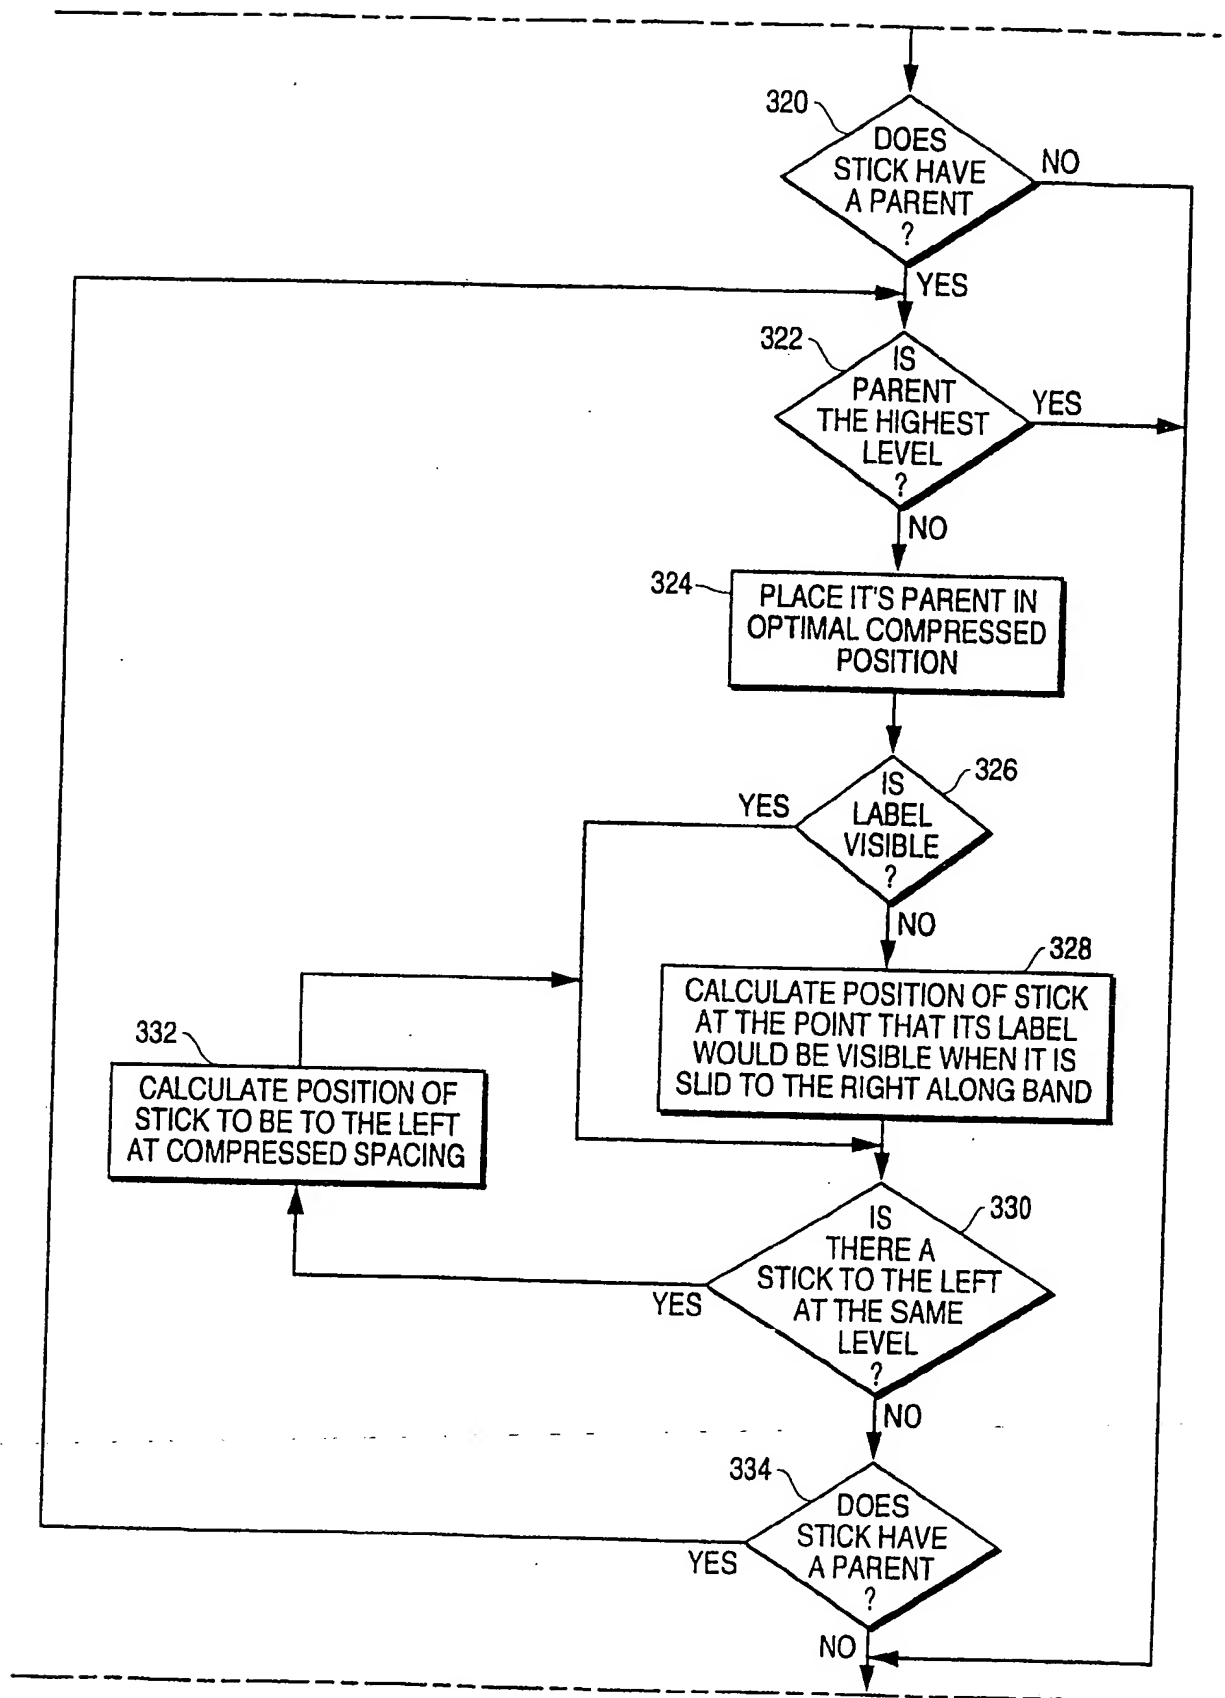 320
DOES
STICK HAVE
A PARENT
?
NO
YES
322
IS
PARENT
THE HIGHEST
LEVEL
?
YES
NO
324
PLACE IT'S PARENT IN
OPTIMAL COMPRESSED
POSITION
326
IS
LABEL
VISIBLE
?
YES
NO
328
CALCULATE POSITION OF STICK
AT THE POINT THAT ITS LABEL
WOULD BE VISIBLE WHEN IT IS
SLID TO THE RIGHT ALONG BAND
332
CALCULATE POSITION OF
STICK TO BE TO THE LEFT
AT COMPRESSED SPACING
330
IS
THERE A
STICK TO THE LEFT
AT THE SAME
LEVEL
?
YES
NO
334
DOES
STICK HAVE
A PARENT
?
YES
NO